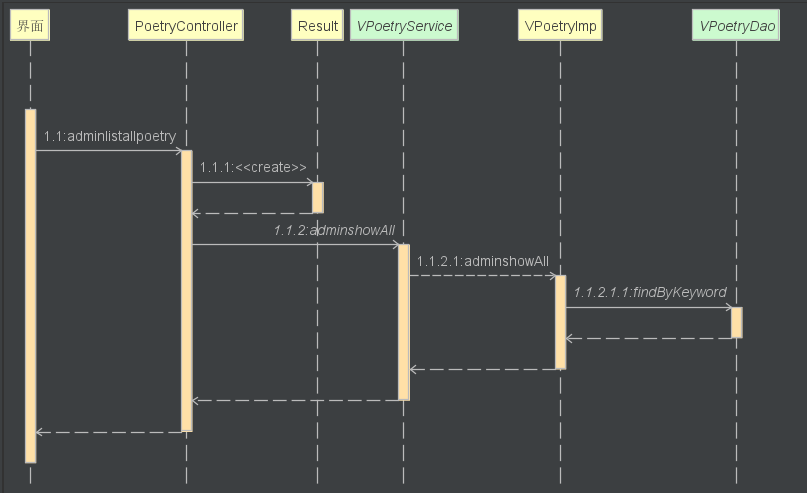 界面
PoetryController
Result
VPoetryService
VPoetryImp
VPoetryDao
1.1:adminlistallpoetry
1.1.1:<<create>>
1.1.2:adminshowAll
1.1.2.1:adminshowAll
1.1.2.1.1:findByKeyword